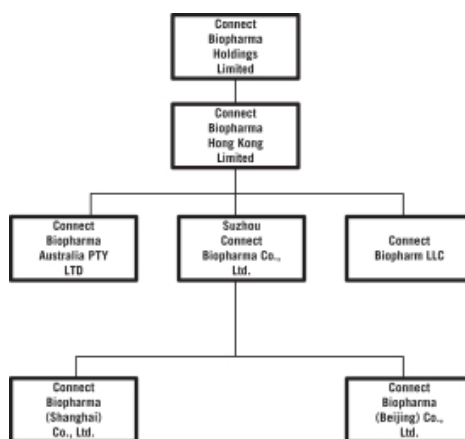 Connect
Biopharma
Holdings
Limited
Connect
Biopharma
Hong Kong
Limited
Connect
Biopharma
Australia PTY
LTD
Suzhou
Connect
Biopharma Co.,
Ltd.
Connect
Biopharm LLC
Connect
Biopharma
(Shanghai)
Co., Ltd.
Connect
Biopharma
(Beijing) Co.,
Ltd.